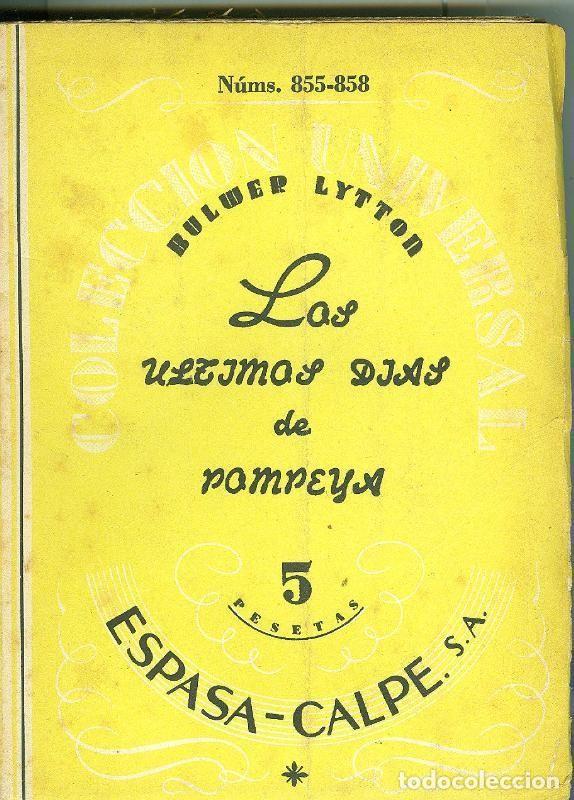 Núms. 855-858
COLECCION UNIVERSAL
BULWER LYTTON
Los
ULTIMOS DIAS
de
POMPEYA
5
PESETAS
ESPASA-CALPE. S.A.
todocoleccion